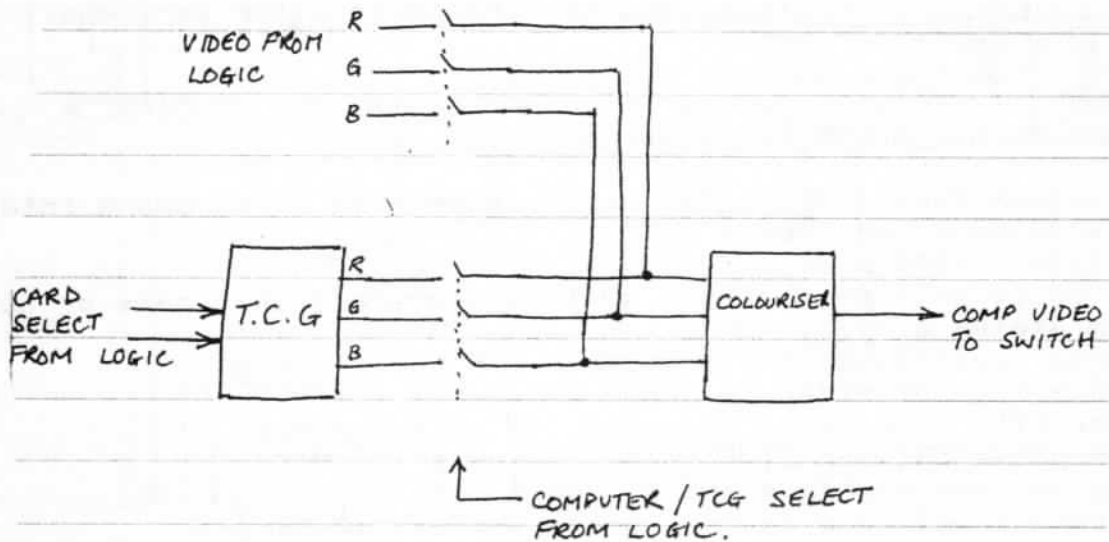 R
VIDEO FROM
LOGIC
G
B
R
G
B
CARD
SELECT
FROM LOGIC
T.C.G
COLOURISER
COMP VIDEO
TO SWITCH
COMPUTER / TCG SELECT
FROM LOGIC.